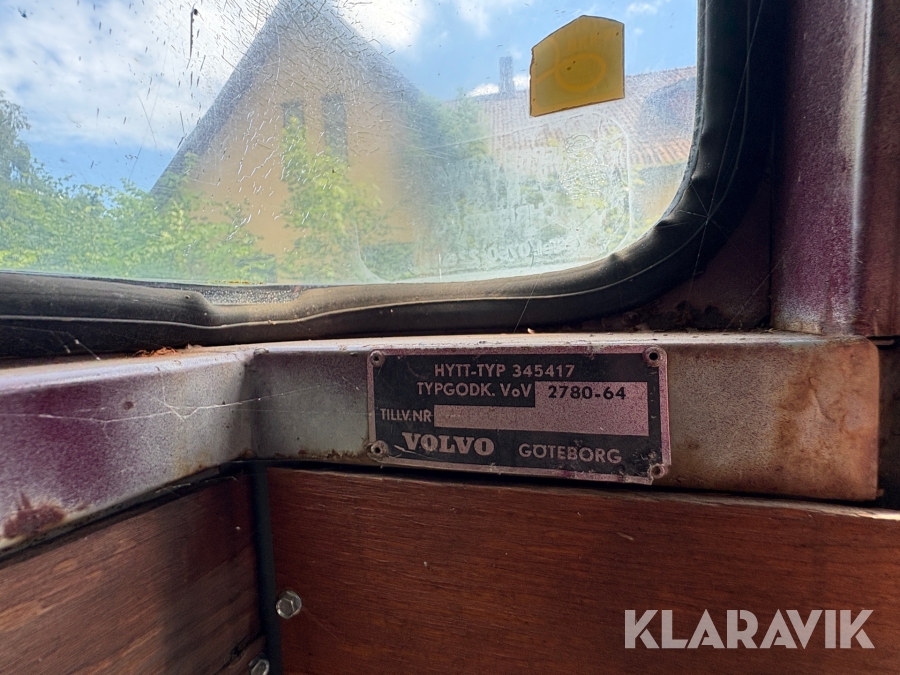 HYTT-TYP 345417
TYPGODK. VoV 2780-64
TILLV.NR
VOLVO GÖTEBORG
KLARAVIK